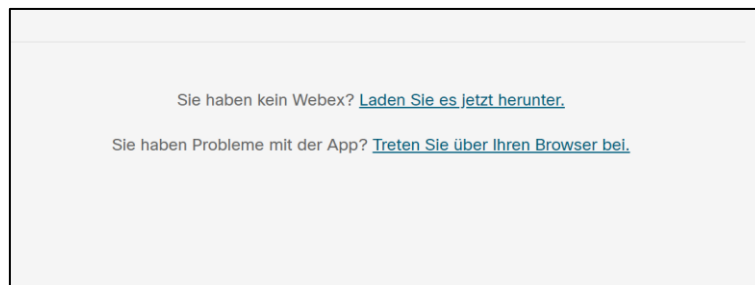 Sie haben kein Webex? Laden Sie es jetzt herunter.
Sie haben Probleme mit der App? Treten Sie über Ihren Browser bei.